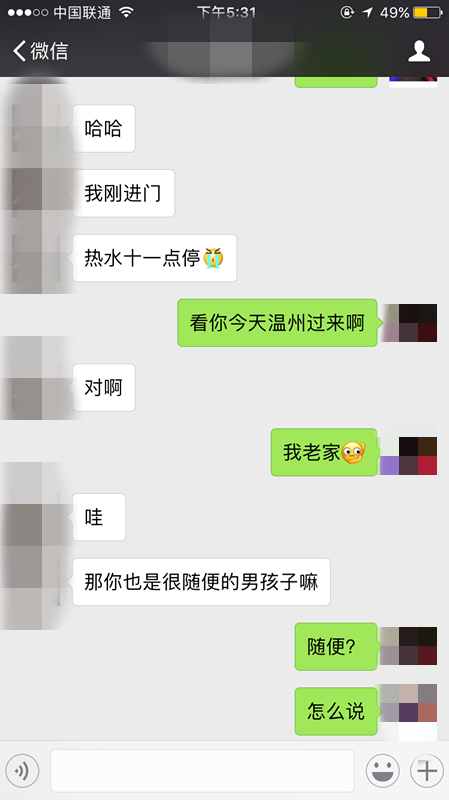 中国联通 下午5:31 49%
微信
哈哈
我刚进门
热水十一点停😭
看你今天温州过来啊
对啊
我老家
哇
那你也是很随便的男孩子嘛
随便?
怎么说